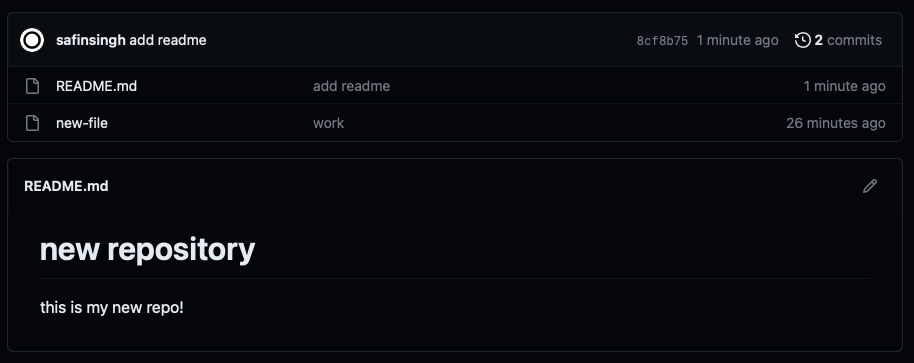 safinsingh add readme 8cf8b75 1 minute ago 2 commits
README.md add readme 1 minute ago
new-file work 26 minutes ago
README.md
new repository
this is my new repo!